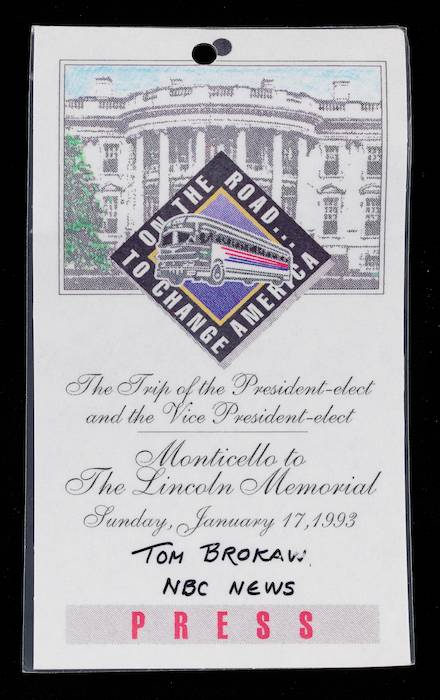 ON THE ROAD...
TO CHANGE AMERICA
The Trip of the President-elect
and the Vice President-elect
Monticello to
The Lincoln Memorial
Sunday, January 17, 1993
TOM BROKAW
NBC NEWS
PRESS